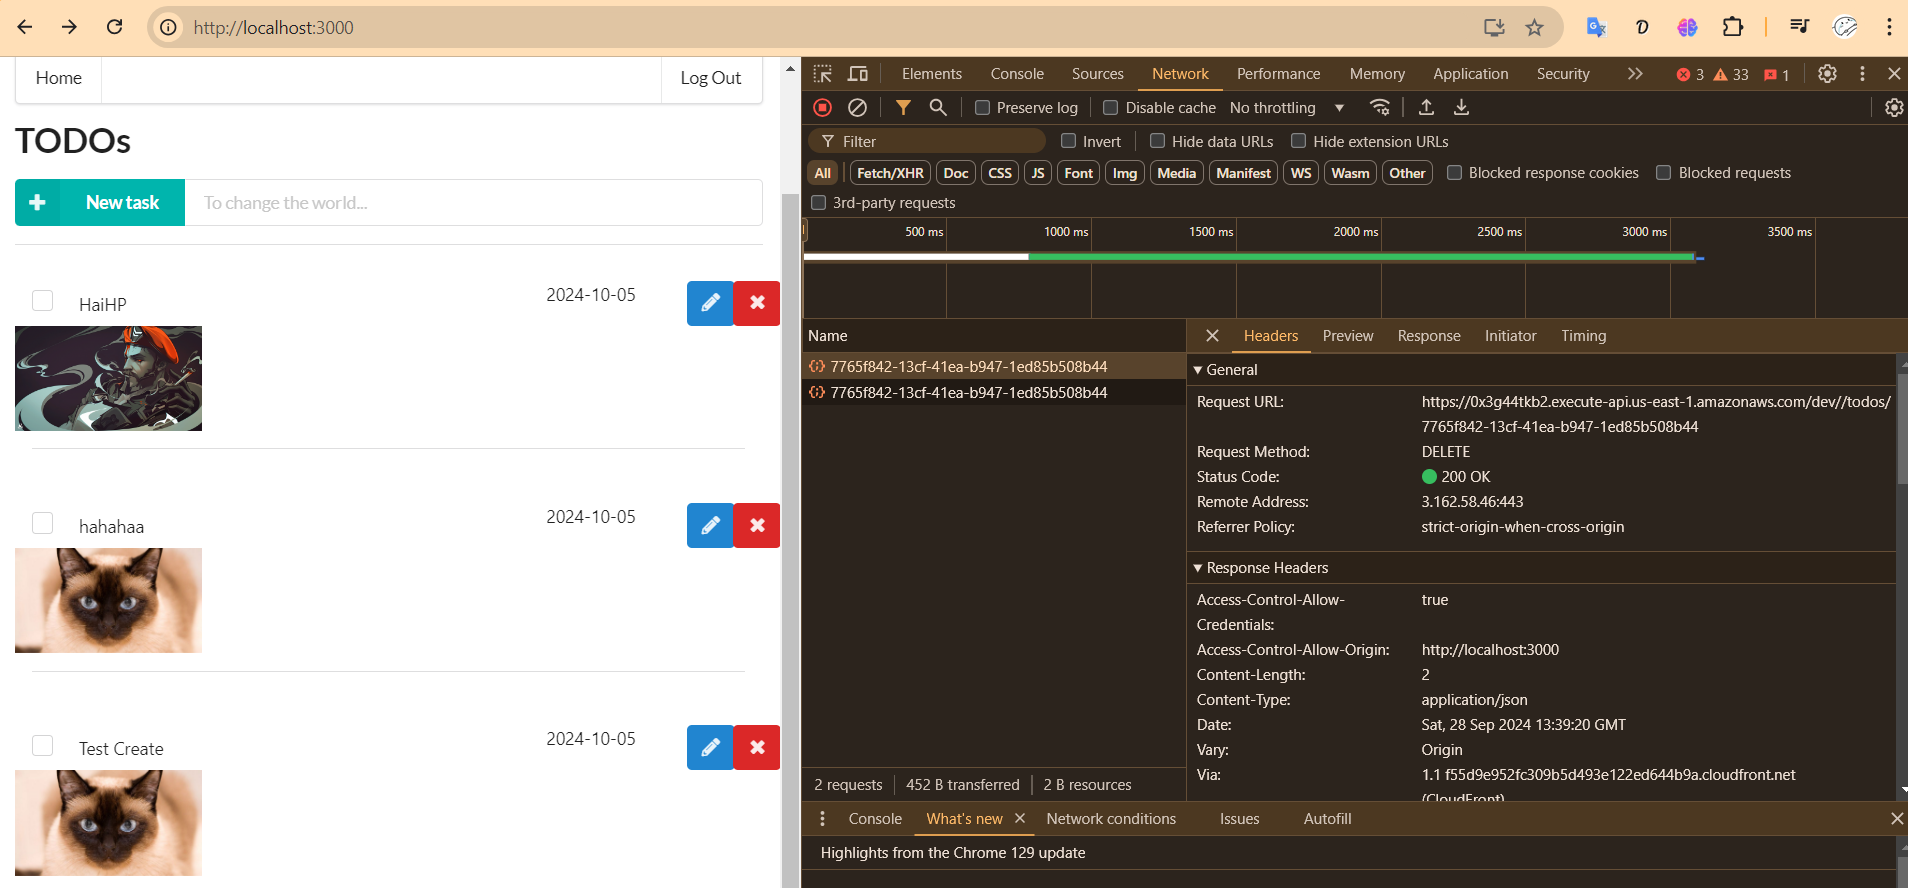 http://localhost:3000
Home
Log Out
TODOs
New task
To change the world...
HaiHP
2024-10-05
hahahaa
2024-10-05
Test Create
2024-10-05
Elements
Console
Sources
Network
Performance
Memory
Application
Security
3
33
1
Preserve log
Disable cache
No throttling
Filter
Invert
Hide data URLs
Hide extension URLs
All
Fetch/XHR
Doc
CSS
JS
Font
Img
Media
Manifest
WS
Wasm
Other
Blocked response cookies
Blocked requests
3rd-party requests
500 ms
1000 ms
1500 ms
2000 ms
2500 ms
3000 ms
3500 ms
Name
7765f842-13cf-41ea-b947-1ed85b508b44
7765f842-13cf-41ea-b947-1ed85b508b44
2 requests
452 B transferred
2 B resources
Headers
Preview
Response
Initiator
Timing
General
Request URL:
https://0x3g44tkb2.execute-api.us-east-1.amazonaws.com/dev//todos/
7765f842-13cf-41ea-b947-1ed85b508b44
Request Method:
DELETE
Status Code:
200 OK
Remote Address:
3.162.58.46:443
Referrer Policy:
strict-origin-when-cross-origin
Response Headers
Access-Control-Allow-
Credentials:
true
Access-Control-Allow-Origin:
http://localhost:3000
Content-Length:
2
Content-Type:
application/json
Date:
Sat, 28 Sep 2024 13:39:20 GMT
Vary:
Origin
Via:
1.1 f55d9e952fc309b5d493e122ed644b9a.cloudfront.net
(CloudFront)
Console
What's new
Network conditions
Issues
Autofill
Highlights from the Chrome 129 update